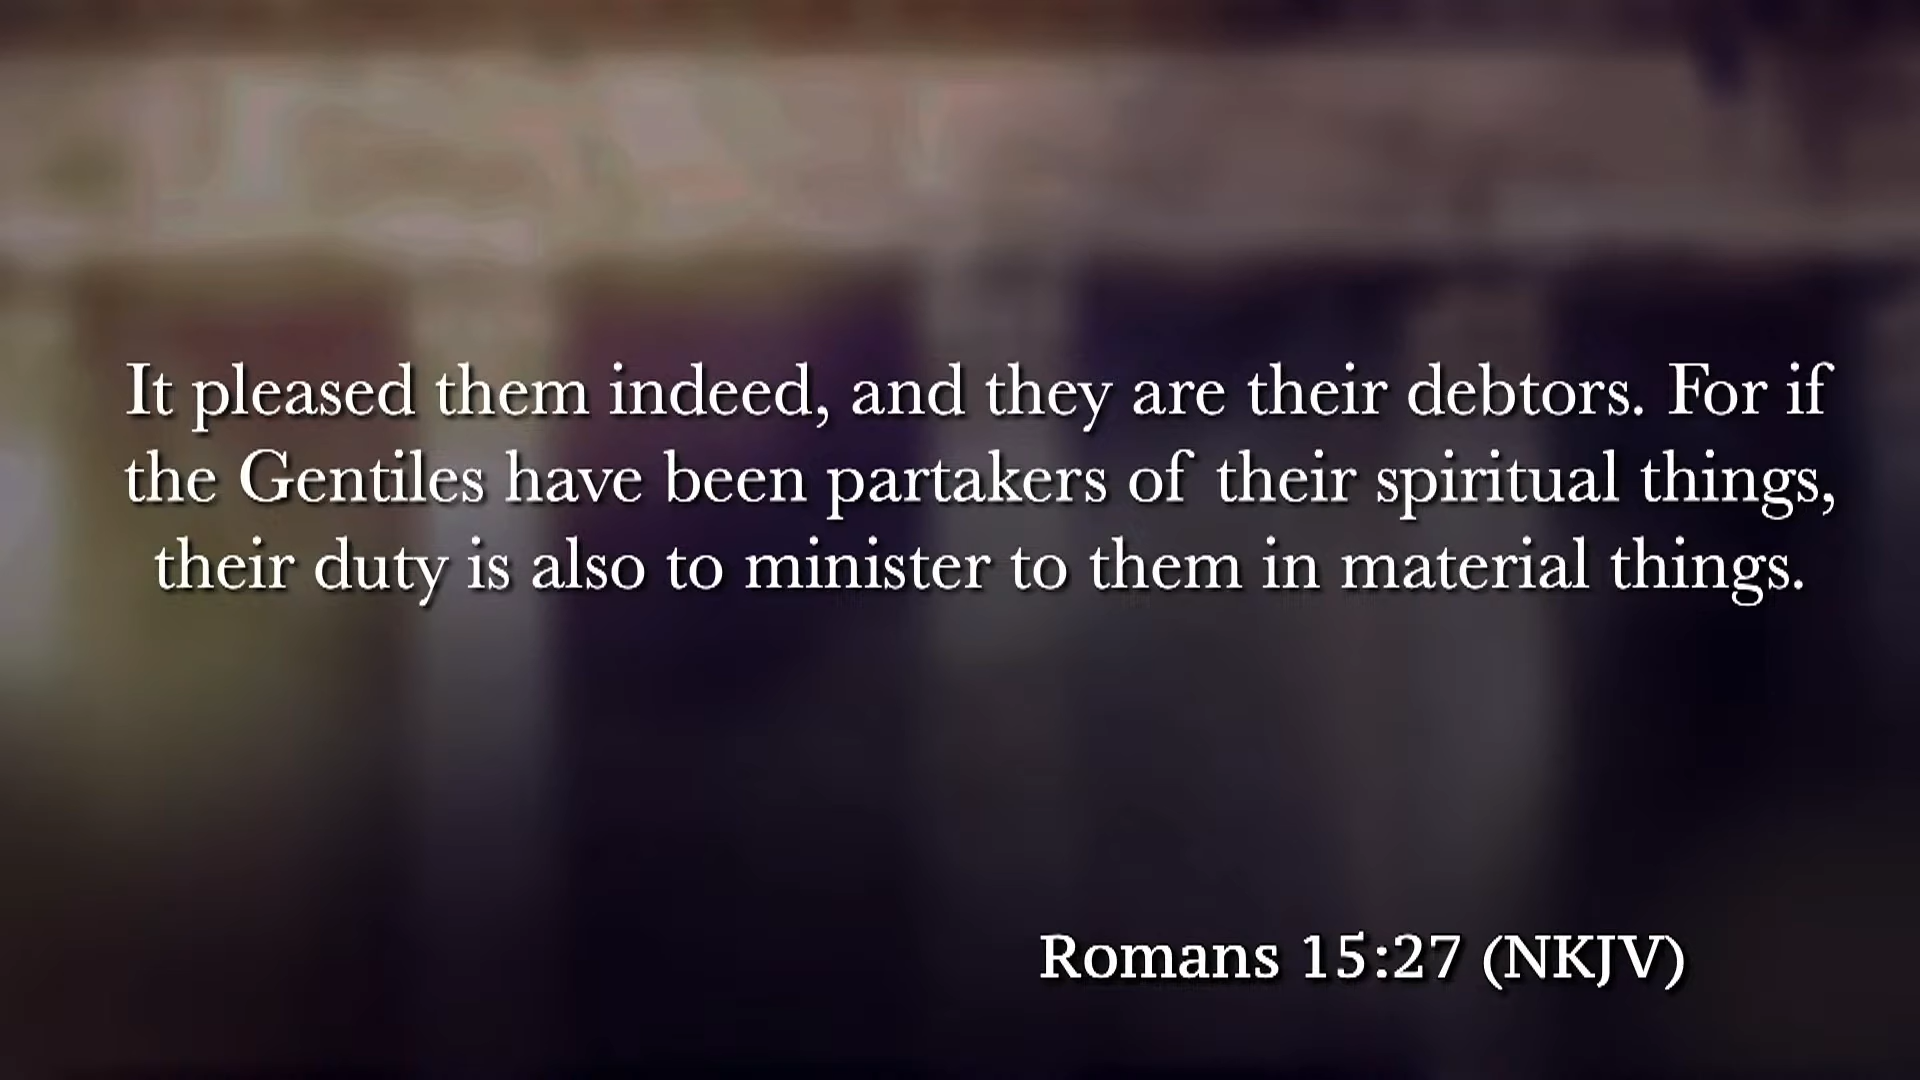 It pleased them indeed, and they are their debtors. For if
the Gentiles have been partakers of their spiritual things,
their duty is also to minister to them in material things.
Romans 15:27 (NKJV)